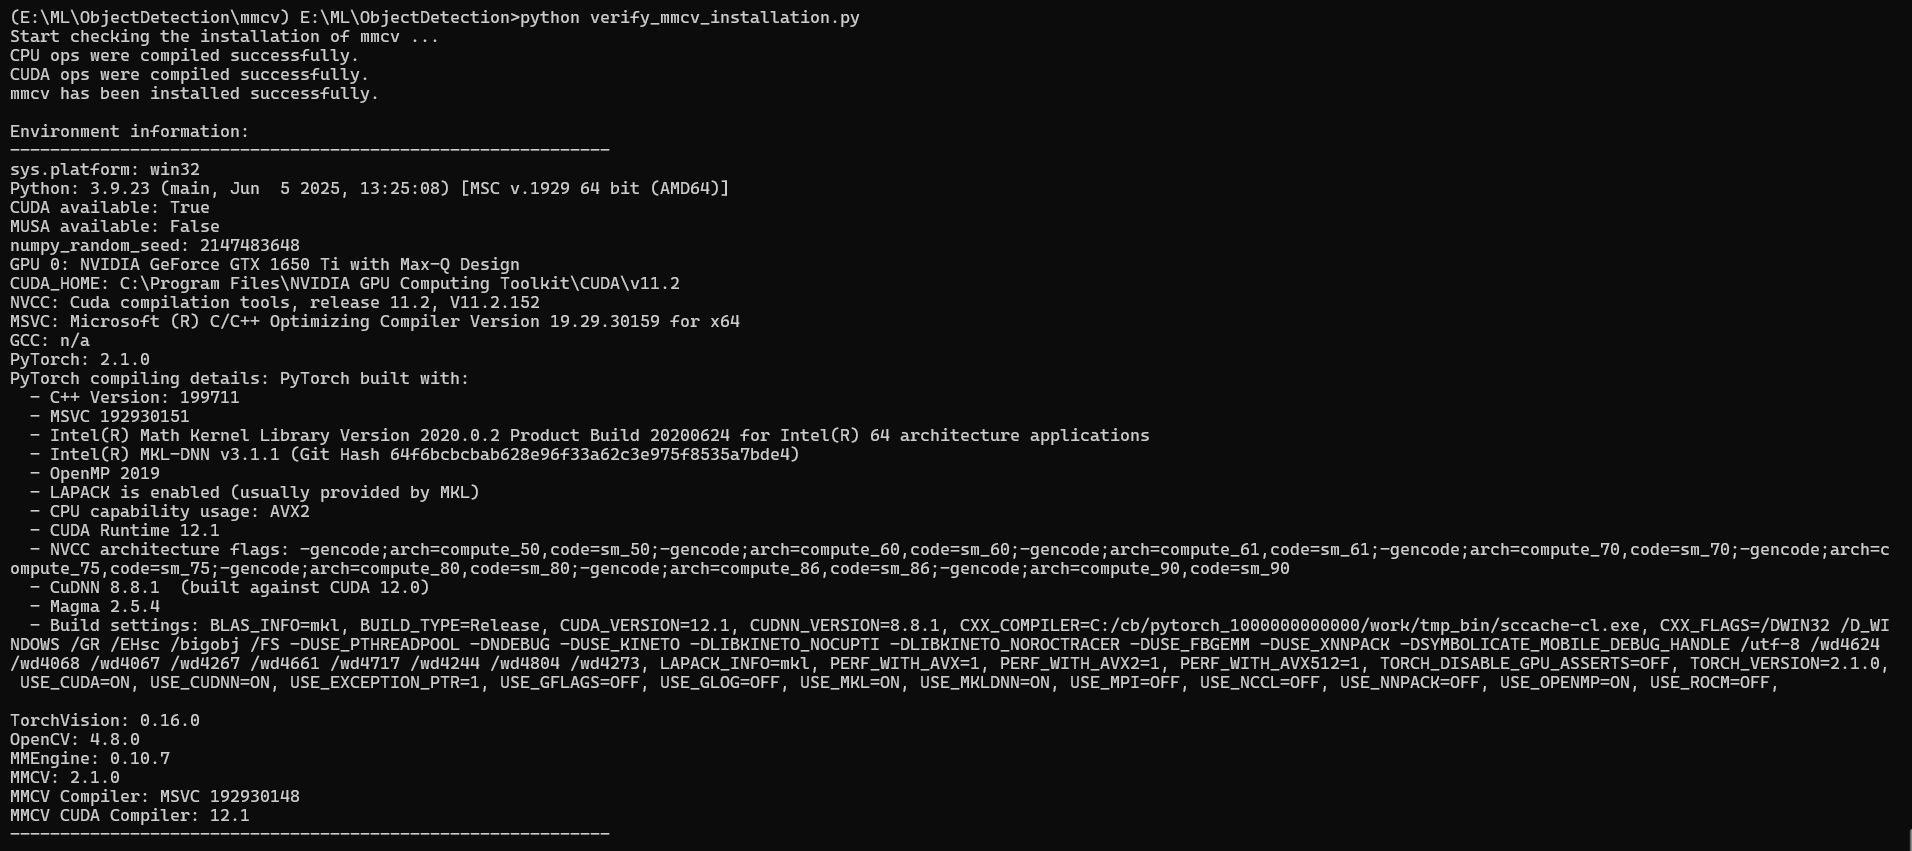 (E:\ML\ObjectDetection\mmcv) E:\ML\ObjectDetection>python verify_mmcv_installation.py
Start checking the installation of mmcv ...
CPU ops were compiled successfully.
CUDA ops were compiled successfully.
mmcv has been installed successfully.

Environment information:
------------------------------------------------------------
sys.platform: win32
Python: 3.9.23 (main, Jun  5 2025, 13:25:08) [MSC v.1929 64 bit (AMD64)]
CUDA available: True
MUSA available: False
numpy_random_seed: 2147483648
GPU 0: NVIDIA GeForce GTX 1650 Ti with Max-Q Design
CUDA_HOME: C:\Program Files\NVIDIA GPU Computing Toolkit\CUDA\v11.2
NVCC: Cuda compilation tools, release 11.2, V11.2.152
MSVC: Microsoft (R) C/C++ Optimizing Compiler Version 19.29.30159 for x64
GCC: n/a
PyTorch: 2.1.0
PyTorch compiling details: PyTorch built with:
  - C++ Version: 199711
  - MSVC 192930151
  - Intel(R) Math Kernel Library Version 2020.0.2 Product Build 20200624 for Intel(R) 64 architecture applications
  - Intel(R) MKL-DNN v3.1.1 (Git Hash 64f6bcbcbab628e96f33a62c3e975f8535a7bde4)
  - OpenMP 2019
  - LAPACK is enabled (usually provided by MKL)
  - CPU capability usage: AVX2
  - CUDA Runtime 12.1
  - NVCC architecture flags: -gencode;arch=compute_50,code=sm_50;-gencode;arch=compute_60,code=sm_60;-gencode;arch=compute_61,code=sm_61;-gencode;arch=compute_70,code=sm_70;-gencode;arch=c
ompute_75,code=sm_75;-gencode;arch=compute_80,code=sm_80;-gencode;arch=compute_86,code=sm_86;-gencode;arch=compute_90,code=sm_90
  - CuDNN 8.8.1  (built against CUDA 12.0)
  - Magma 2.5.4
  - Build settings: BLAS_INFO=mkl, BUILD_TYPE=Release, CUDA_VERSION=12.1, CUDNN_VERSION=8.8.1, CXX_COMPILER=C:/cb/pytorch_1000000000000/work/tmp_bin/sccache-cl.exe, CXX_FLAGS=/DWIN32 /D_WI
NDOWS /GR /EHsc /bigobj /FS -DUSE_PTHREADPOOL -DNDEBUG -DUSE_KINETO -DLIBKINETO_NOCUPTI -DLIBKINETO_NOROCTRACER -DUSE_FBGEMM -DUSE_XNNPACK -DSYMBOLICATE_MOBILE_DEBUG_HANDLE /utf-8 /wd4624
/wd4068 /wd4067 /wd4267 /wd4661 /wd4717 /wd4244 /wd4804 /wd4273, LAPACK_INFO=mkl, PERF_WITH_AVX=1, PERF_WITH_AVX2=1, PERF_WITH_AVX512=1, TORCH_DISABLE_GPU_ASSERTS=OFF, TORCH_VERSION=2.1.0,
 USE_CUDA=ON, USE_CUDNN=ON, USE_EXCEPTION_PTR=1, USE_GFLAGS=OFF, USE_GLOG=OFF, USE_MKL=ON, USE_MKLDNN=ON, USE_MPI=OFF, USE_NCCL=OFF, USE_NNPACK=OFF, USE_OPENMP=ON, USE_ROCM=OFF,

TorchVision: 0.16.0
OpenCV: 4.8.0
MMEngine: 0.10.7
MMCV: 2.1.0
MMCV Compiler: MSVC 192930148
MMCV CUDA Compiler: 12.1
------------------------------------------------------------